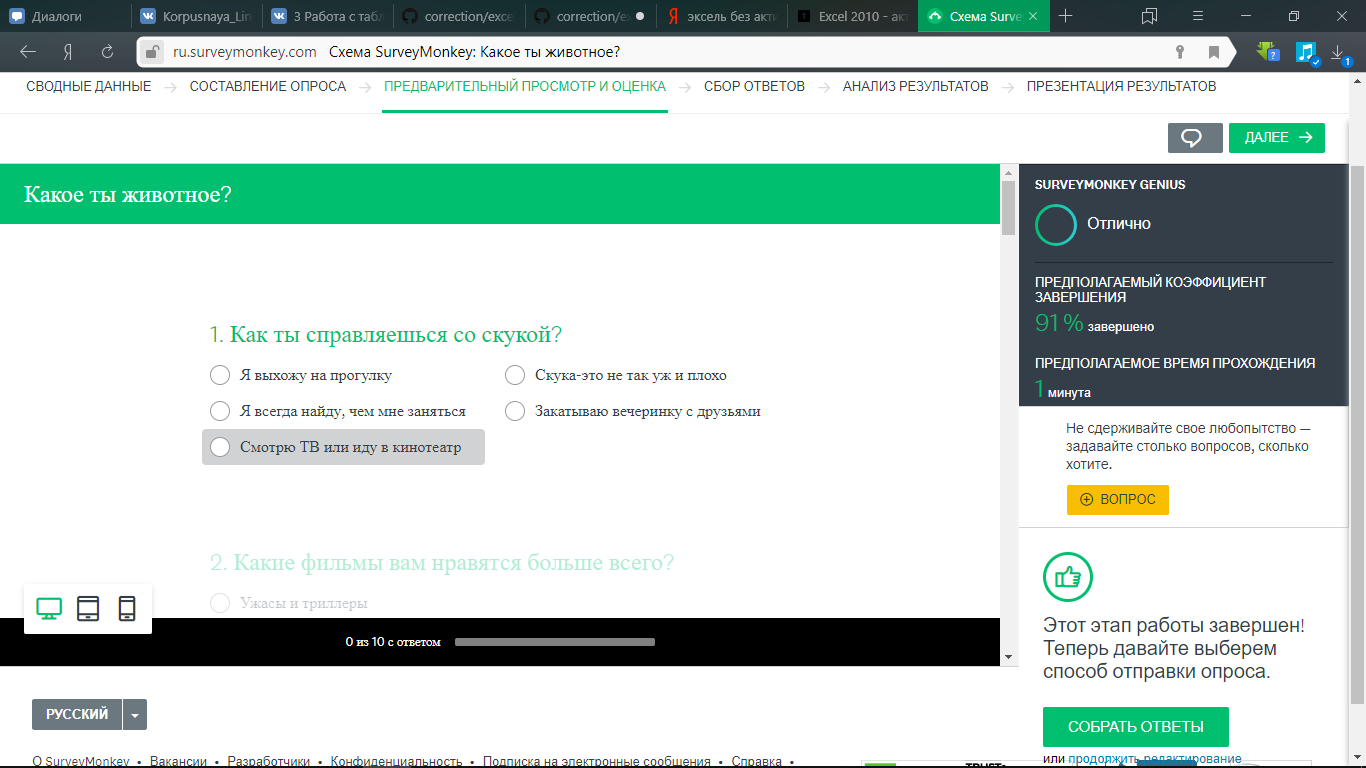 Диалоги
Korpusnaya_Lin
3 Работа с табл
correction/exce
correction/ex
эксель без акти
Excel 2010 - акт
Схема Surve
ru.surveymonkey.com Схема SurveyMonkey: Какое ты животное?
СВОДНЫЕ ДАННЫЕ
СОСТАВЛЕНИЕ ОПРОСА
ПРЕДВАРИТЕЛЬНЫЙ ПРОСМОТР И ОЦЕНКА
СБОР ОТВЕТОВ
АНАЛИЗ РЕЗУЛЬТАТОВ
ПРЕЗЕНТАЦИЯ РЕЗУЛЬТАТОВ
ДАЛЕЕ
Какое ты животное?
1. Как ты справляешься со скукой?
Я выхожу на прогулку
Скука-это не так уж и плохо
Я всегда найду, чем мне заняться
Закатываю вечеринку с друзьями
Смотрю ТВ или иду в кинотеатр
2. Какие фильмы вам нравятся больше всего?
Ужасы и триллеры
0 из 10 с ответом
SURVEYMONKEY GENIUS
Отлично
ПРЕДПОЛАГАЕМЫЙ КОЭФФИЦИЕНТ
ЗАВЕРШЕНИЯ
91% завершено
ПРЕДПОЛАГАЕМОЕ ВРЕМЯ ПРОХОЖДЕНИЯ
1 минута
Не сдерживайте свое любопытство —
задавайте столько вопросов, сколько
хотите.
ВОПРОС
Этот этап работы завершен!
Теперь давайте выберем
способ отправки опроса.
СОБРАТЬ ОТВЕТЫ
или продолжить редактирование
РУССКИЙ
О SurveyMonkey • Вакансии • Разработчики • Конфиденциальность • Подписка на электронные сообщения • Справка •